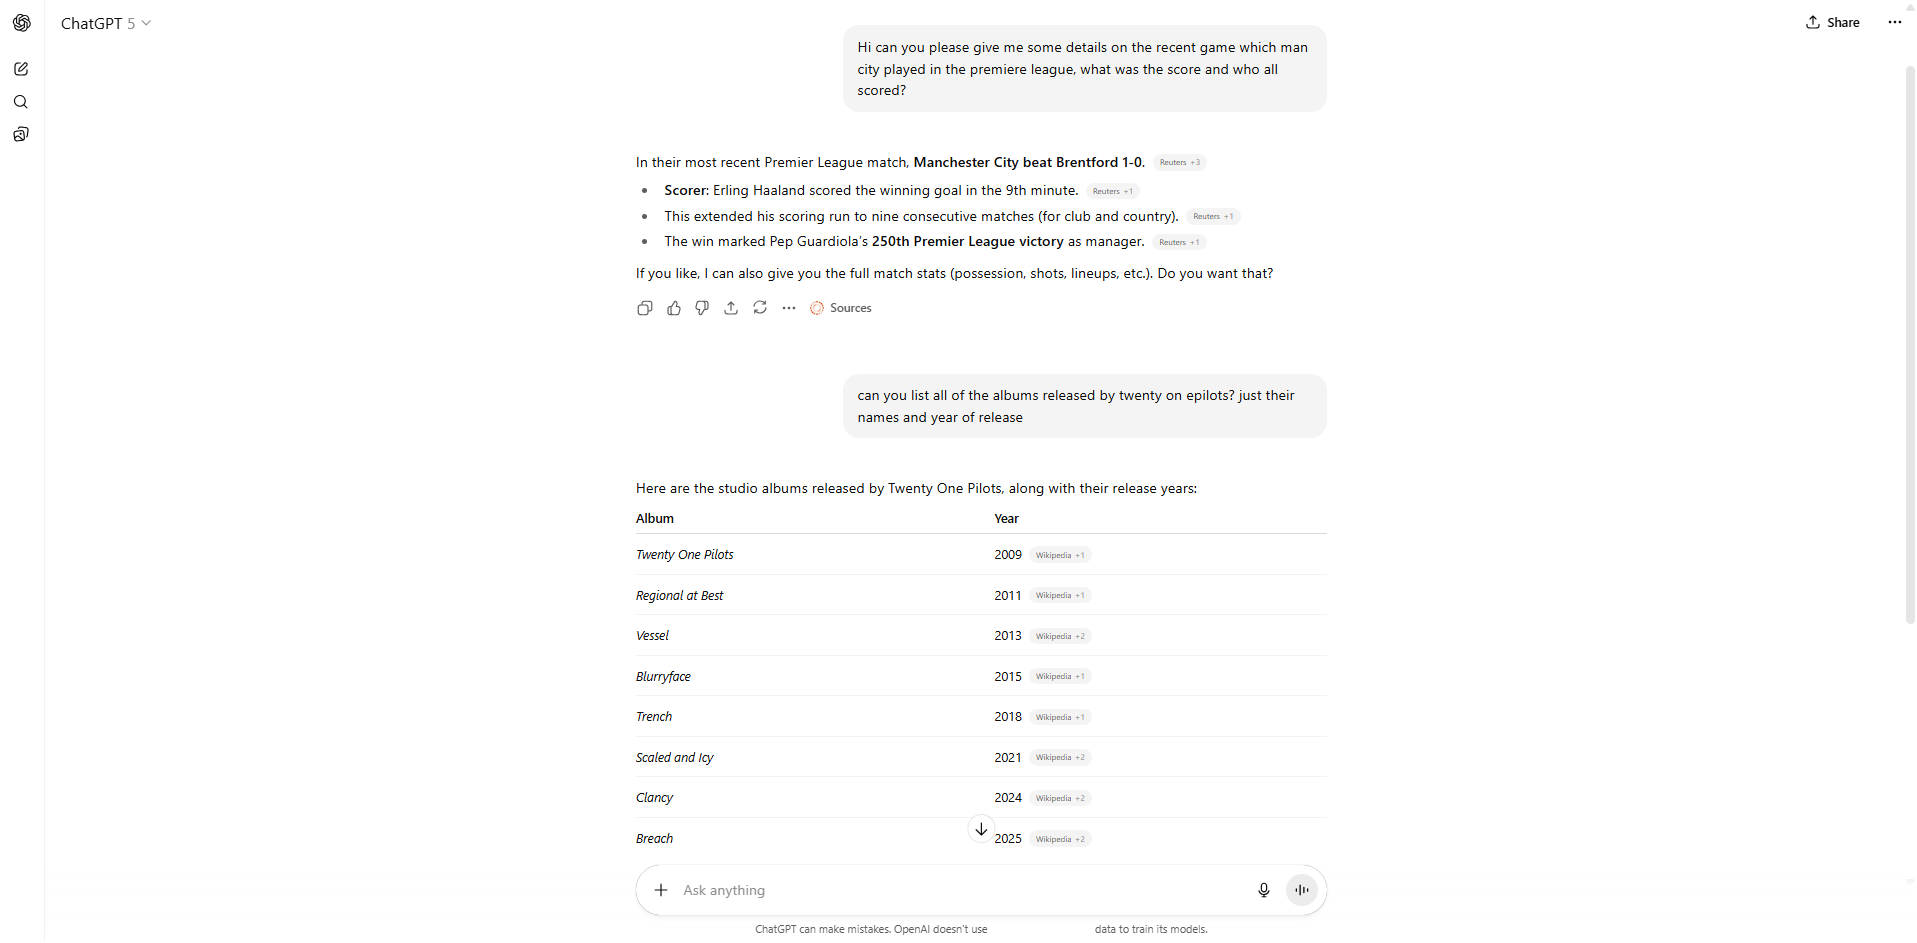 ChatGPT 5
Share
Hi can you please give me some details on the recent game which man
city played in the premiere league, what was the score and who all
scored?
In their most recent Premier League match, Manchester City beat Brentford 1-0. Reuters +3
• Scorer: Erling Haaland scored the winning goal in the 9th minute. Reuters +1
• This extended his scoring run to nine consecutive matches (for club and country). Reuters +1
• The win marked Pep Guardiola's 250th Premier League victory as manager. Reuters +1
If you like, I can also give you the full match stats (possession, shots, lineups, etc.). Do you want that?
Sources
can you list all of the albums released by twenty on epilots? just their
names and year of release
Here are the studio albums released by Twenty One Pilots, along with their release years:
Album Year
Twenty One Pilots 2009 Wikipedia +1
Regional at Best 2011 Wikipedia +1
Vessel 2013 Wikipedia +2
Blurryface 2015 Wikipedia +1
Trench 2018 Wikipedia +1
Scaled and Icy 2021 Wikipedia +2
Clancy 2024 Wikipedia +2
Breach 2025 Wikipedia +2
Ask anything
ChatGPT can make mistakes. OpenAI doesn't use data to train its models.